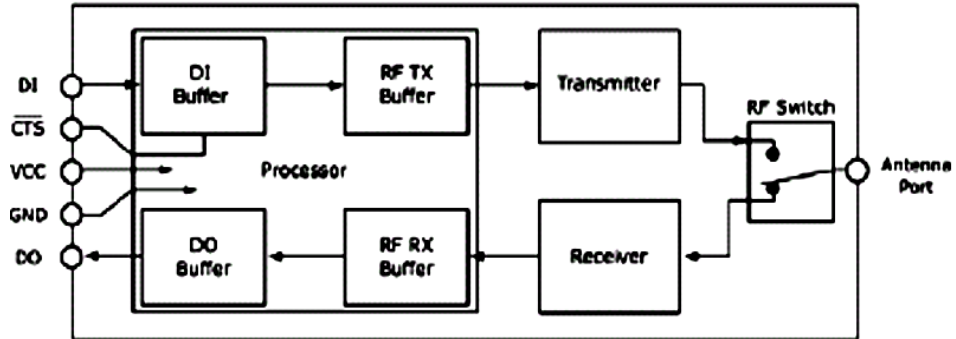 DI
CTS
VCC
GND
DO
DI
Buffer
RF TX
Buffer
Processor
DO
Buffer
RF RX
Buffer
Transmitter
Receiver
RF Switch
Antenna
Port